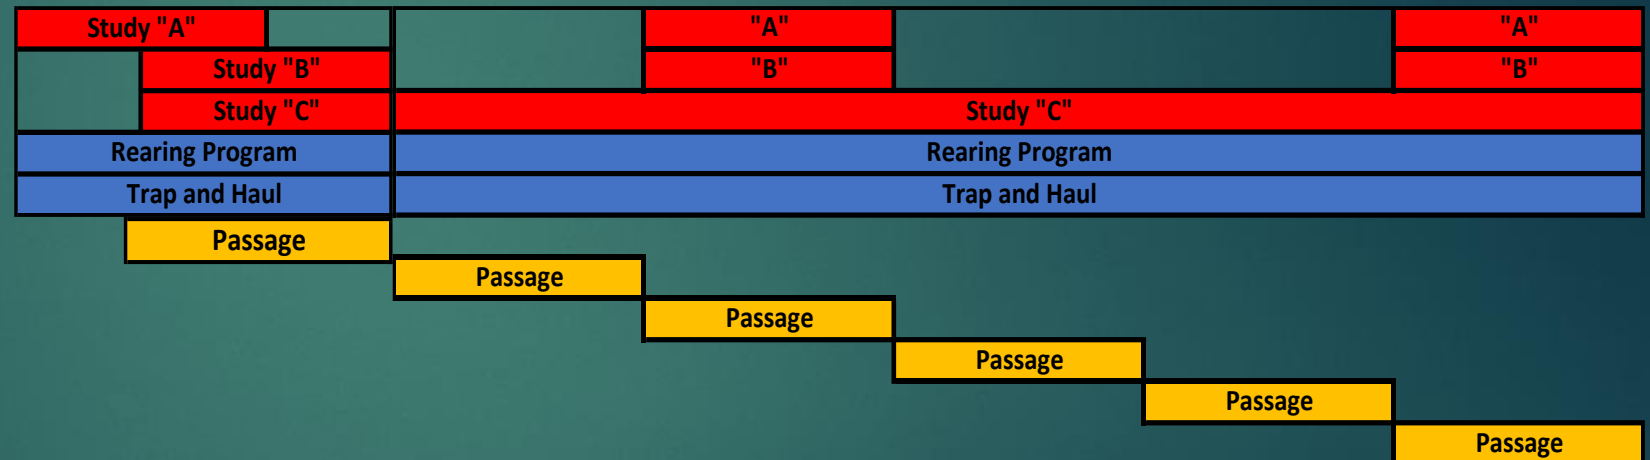 Study "A"
"A"
"A"
Study "B"
"B"
"B"
Study "C"
Study "C"
Rearing Program
Rearing Program
Trap and Haul
Trap and Haul
Passage
Passage
Passage
Passage
Passage
Passage